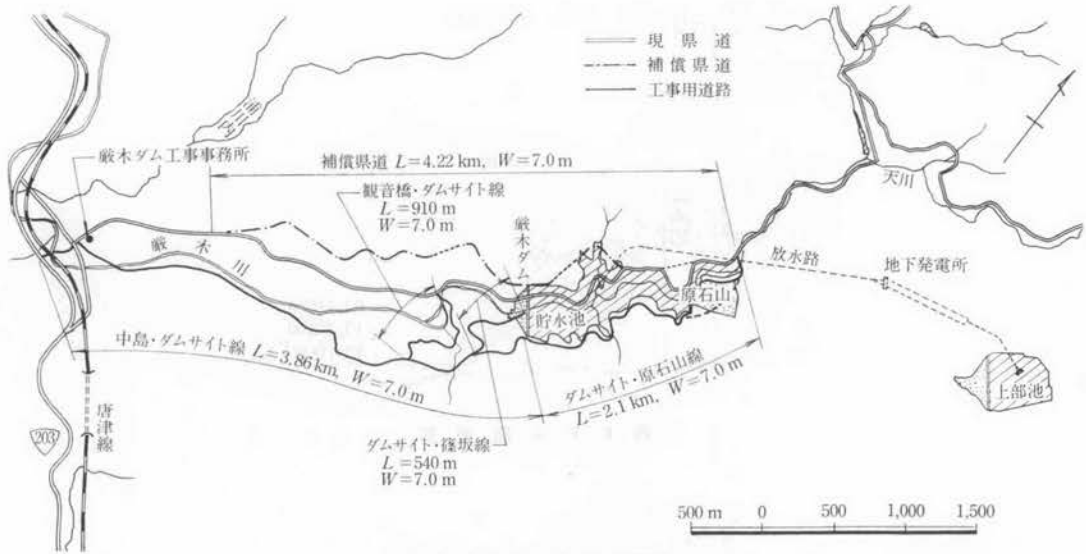 現県道
補償県道
工事用道路
浦川内
厳木ダム工事事務所
補償県道 L=4.22 km, W=7.0 m
観音橋・ダムサイト線
L=910 m
W=7.0 m
厳木ダム
天川
厳木川
放水路
地下発電所
原石山
貯水池
上部池
中島・ダムサイト線 L=3.86 km, W=7.0 m
ダムサイト・原石山線
L=2.1 km, W=7.0 m
唐津線
203
ダムサイト・篠坂線
L=540 m
W=7.0 m
500 m 0 500 1,000 1,500